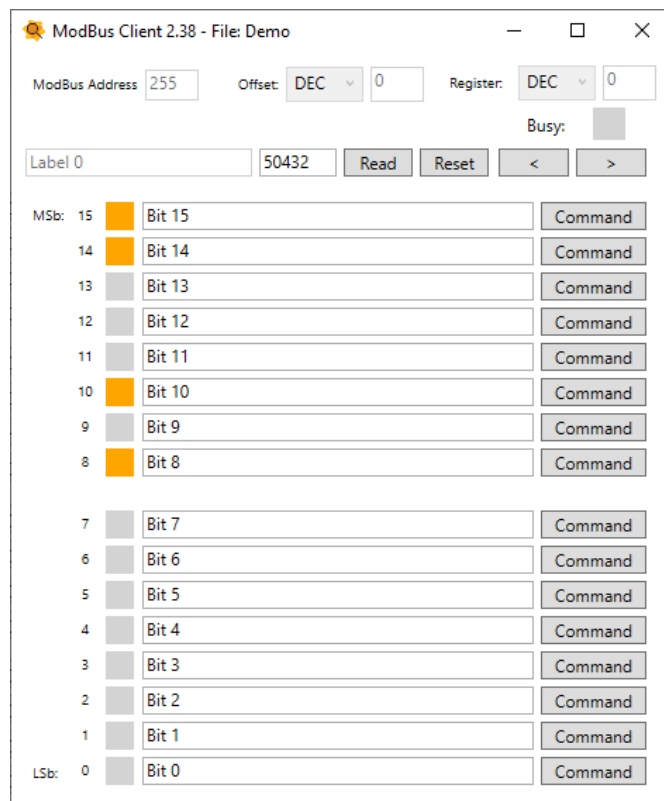 ModBus Client 2.38 - File: Demo
ModBus Address 255 Offset: DEC 0 Register: DEC 0
Busy:
Label 0 50432 Read Reset < >
MSb: 15 Bit 15 Command
14 Bit 14 Command
13 Bit 13 Command
12 Bit 12 Command
11 Bit 11 Command
10 Bit 10 Command
9 Bit 9 Command
8 Bit 8 Command
7 Bit 7 Command
6 Bit 6 Command
5 Bit 5 Command
4 Bit 4 Command
3 Bit 3 Command
2 Bit 2 Command
1 Bit 1 Command
LSb: 0 Bit 0 Command